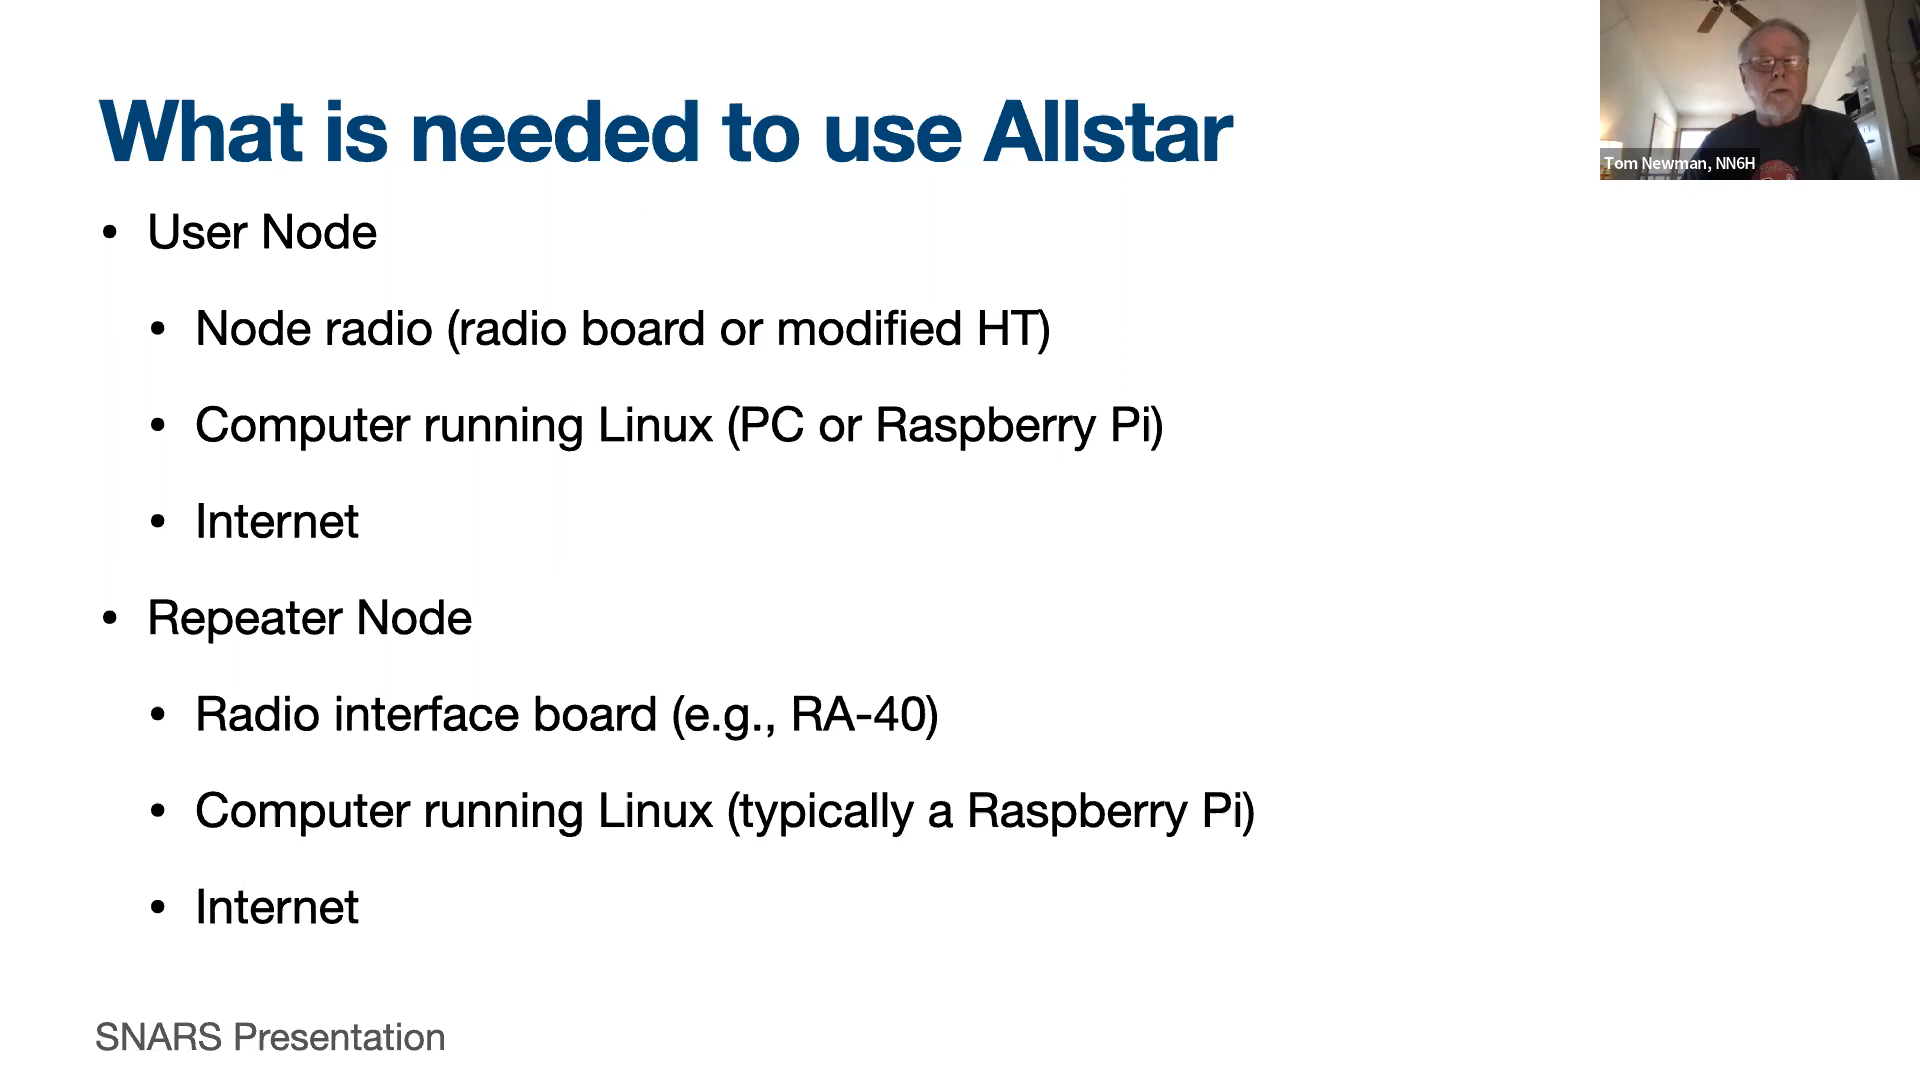 What is needed to use Allstar
Tom Newman, NN6H
• User Node
• Node radio (radio board or modified HT)
• Computer running Linux (PC or Raspberry Pi)
• Internet
• Repeater Node
• Radio interface board (e.g., RA-40)
• Computer running Linux (typically a Raspberry Pi)
• Internet
SNARS Presentation